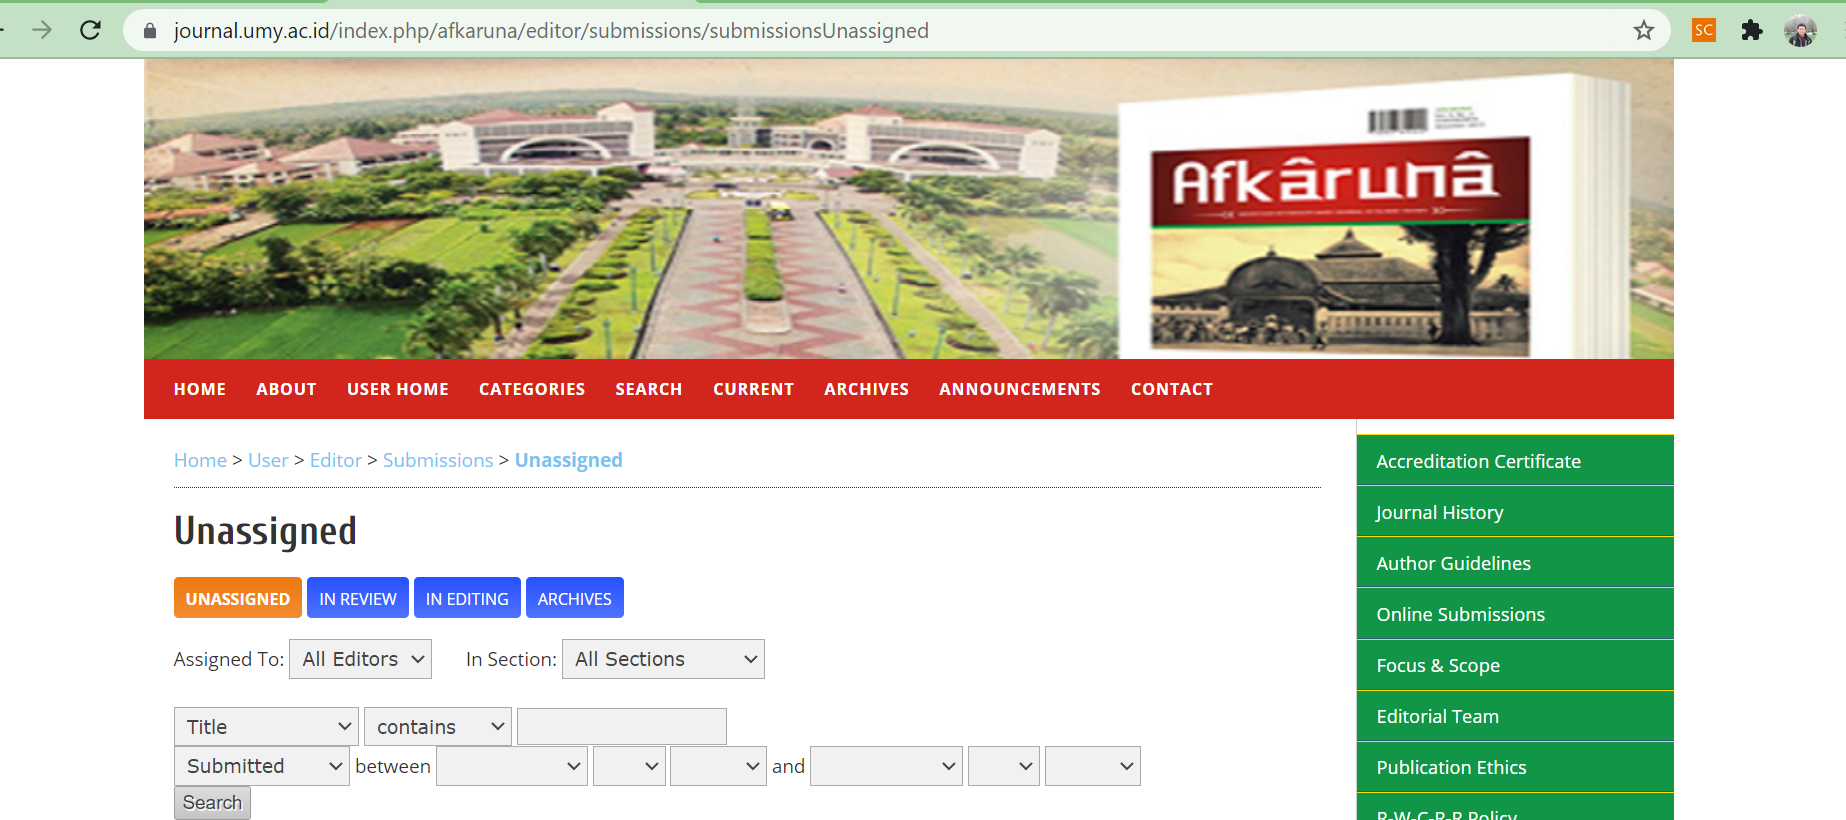 journal.umy.ac.id/index.php/afkaruna/editor/submissions/submissionsUnassigned
SC
Afkârunâ
HOME ABOUT USER HOME CATEGORIES SEARCH CURRENT ARCHIVES ANNOUNCEMENTS CONTACT
Home > User > Editor > Submissions > Unassigned
Unassigned
UNASSIGNED IN REVIEW IN EDITING ARCHIVES
Assigned To: All Editors In Section: All Sections
Title contains
Submitted between and
Search
Accreditation Certificate
Journal History
Author Guidelines
Online Submissions
Focus & Scope
Editorial Team
Publication Ethics
R-W-C-R-R Policy